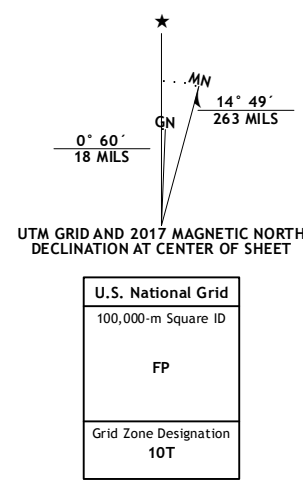 ★
MN
GN
14° 49´
263 MILS
0° 60´
18 MILS
UTM GRID AND 2017 MAGNETIC NORTH
DECLINATION AT CENTER OF SHEET
U.S. National Grid
100,000-m Square ID
FP
Grid Zone Designation
10T